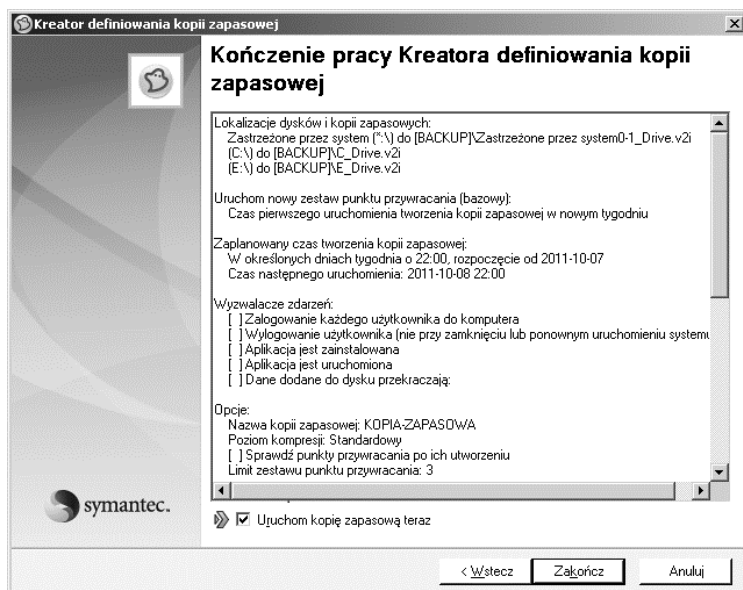 Kreator definiowania kopii zapasowej
Kończenie pracy Kreatora definiowania kopii
zapasowej
Lokalizacje dysków i kopii zapasowych:
Zastrzeżone przez system (*:\) do [BACKUP]\Zastrzeżone przez system0-1_Drive.v2i
(C:\) do [BACKUP]\C_Drive.v2i
(E:\) do [BACKUP]\E_Drive.v2i
Uruchom nowy zestaw punktu przywracania (bazowy):
Czas pierwszego uruchomienia tworzenia kopii zapasowej w nowym tygodniu
Zaplanowany czas tworzenia kopii zapasowej:
W określonych dniach tygodnia o 22:00, rozpoczęcie od 2011-10-07
Czas następnego uruchomienia: 2011-10-08 22:00
Wyzwalacze zdarzeń:
[ ] Zalogowanie każdego użytkownika do komputera
[ ] Wylogowanie użytkownika (nie przy zamknięciu lub ponownym uruchomieniu systemu
[ ] Aplikacja jest zainstalowana
[ ] Aplikacja jest uruchomiona
[ ] Dane dodane do dysku przekraczają:
Opcje:
Nazwa kopii zapasowej: KOPIA-ZAPASOWA
Poziom kompresji: Standardowy
[ ] Sprawdź punkty przywracania po ich utworzeniu
Limit zestawu punktu przywracania: 3
symantec.
Uruchom kopię zapasową teraz
< Wstecz
Zakończ
Anuluj